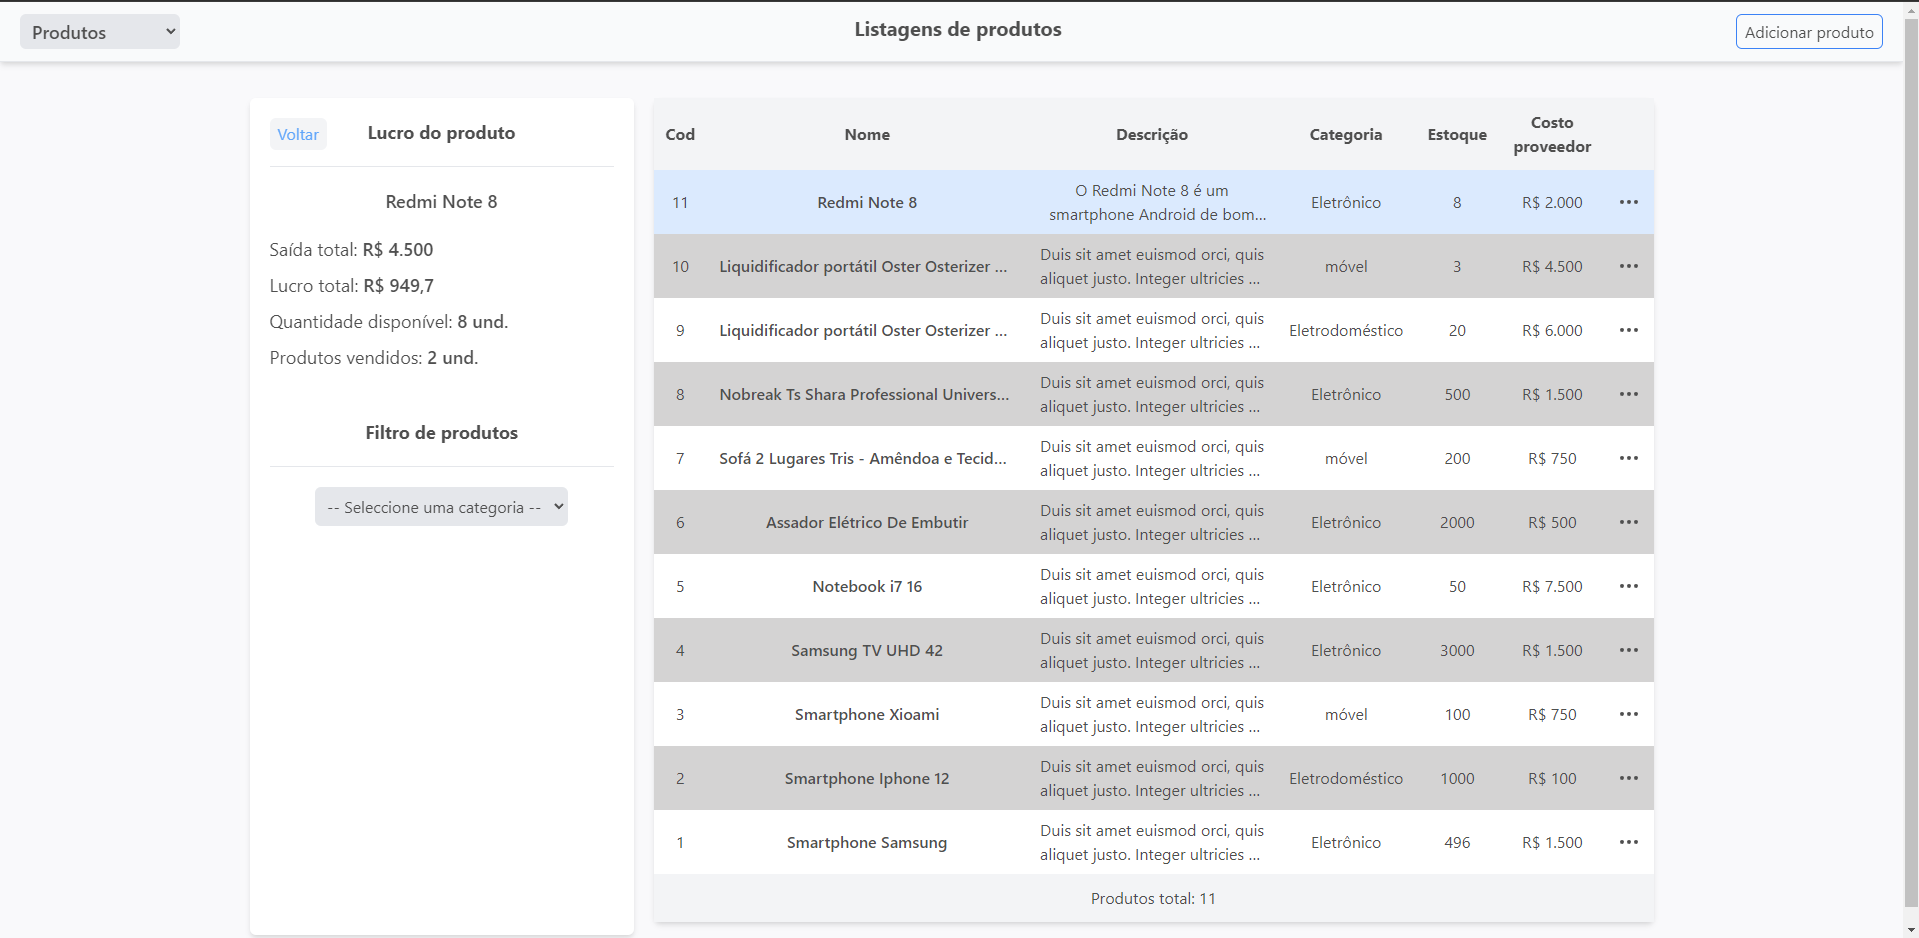 Produtos
Listagens de produtos
Adicionar produto
Voltar
Lucro do produto
Redmi Note 8
Saída total: R$ 4.500
Lucro total: R$ 949,7
Quantidade disponível: 8 und.
Produtos vendidos: 2 und.
Filtro de produtos
-- Seleccione uma categoria --
Cod Nome Descrição Categoria Estoque Costo proveedor
11 Redmi Note 8 O Redmi Note 8 é um smartphone Android de bom... Eletrônico 8 R$ 2.000 •••
10 Liquidificador portátil Oster Osterizer ... Duis sit amet euismod orci, quis aliquet justo. Integer ultricies ... móvel 3 R$ 4.500 •••
9 Liquidificador portátil Oster Osterizer ... Duis sit amet euismod orci, quis aliquet justo. Integer ultricies ... Eletrodoméstico 20 R$ 6.000 •••
8 Nobreak Ts Shara Professional Univers... Duis sit amet euismod orci, quis aliquet justo. Integer ultricies ... Eletrônico 500 R$ 1.500 •••
7 Sofá 2 Lugares Tris - Amêndoa e Tecid... Duis sit amet euismod orci, quis aliquet justo. Integer ultricies ... móvel 200 R$ 750 •••
6 Assador Elétrico De Embutir Duis sit amet euismod orci, quis aliquet justo. Integer ultricies ... Eletrônico 2000 R$ 500 •••
5 Notebook i7 16 Duis sit amet euismod orci, quis aliquet justo. Integer ultricies ... Eletrônico 50 R$ 7.500 •••
4 Samsung TV UHD 42 Duis sit amet euismod orci, quis aliquet justo. Integer ultricies ... Eletrônico 3000 R$ 1.500 •••
3 Smartphone Xioami Duis sit amet euismod orci, quis aliquet justo. Integer ultricies ... móvel 100 R$ 750 •••
2 Smartphone Iphone 12 Duis sit amet euismod orci, quis aliquet justo. Integer ultricies ... Eletrodoméstico 1000 R$ 100 •••
1 Smartphone Samsung Duis sit amet euismod orci, quis aliquet justo. Integer ultricies ... Eletrônico 496 R$ 1.500 •••
Produtos total: 11